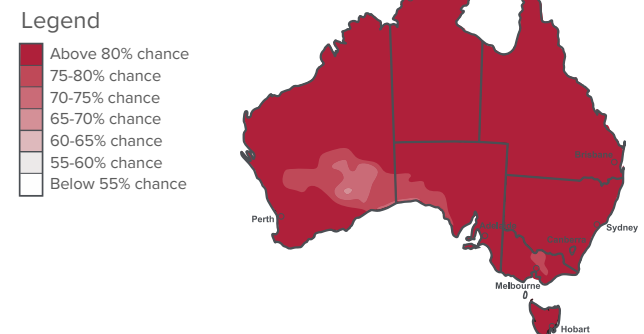 Legend
Above 80% chance
75-80% chance
70-75% chance
65-70% chance
60-65% chance
55-60% chance
Below 55% chance
Perth
Sydney
Melbourne
Hobart